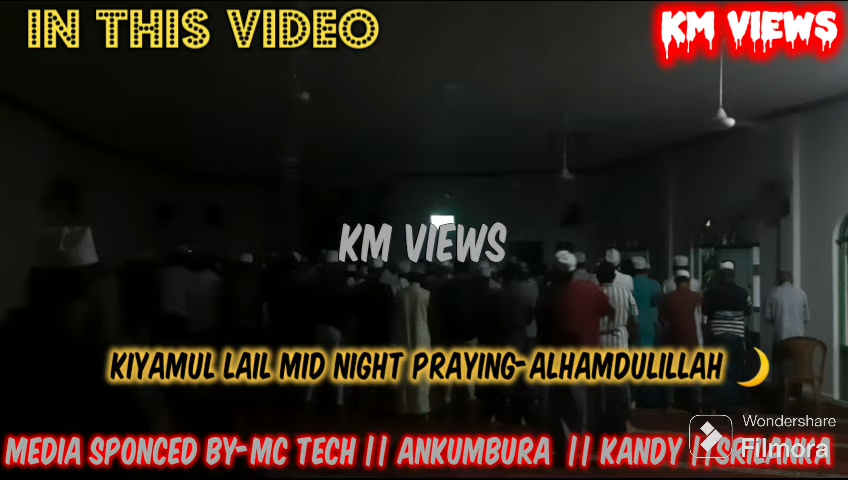 IN THIS VIDEO
KM VIEWS
KM VIEWS
KIYAMUL LAIL MID NIGHT PRAYING-ALHAMDULILLAH
MEDIA SPONCED BY-MC TECH || ANKUMBURA || KANDY ||SRILANKA
Wondershare
Filmora